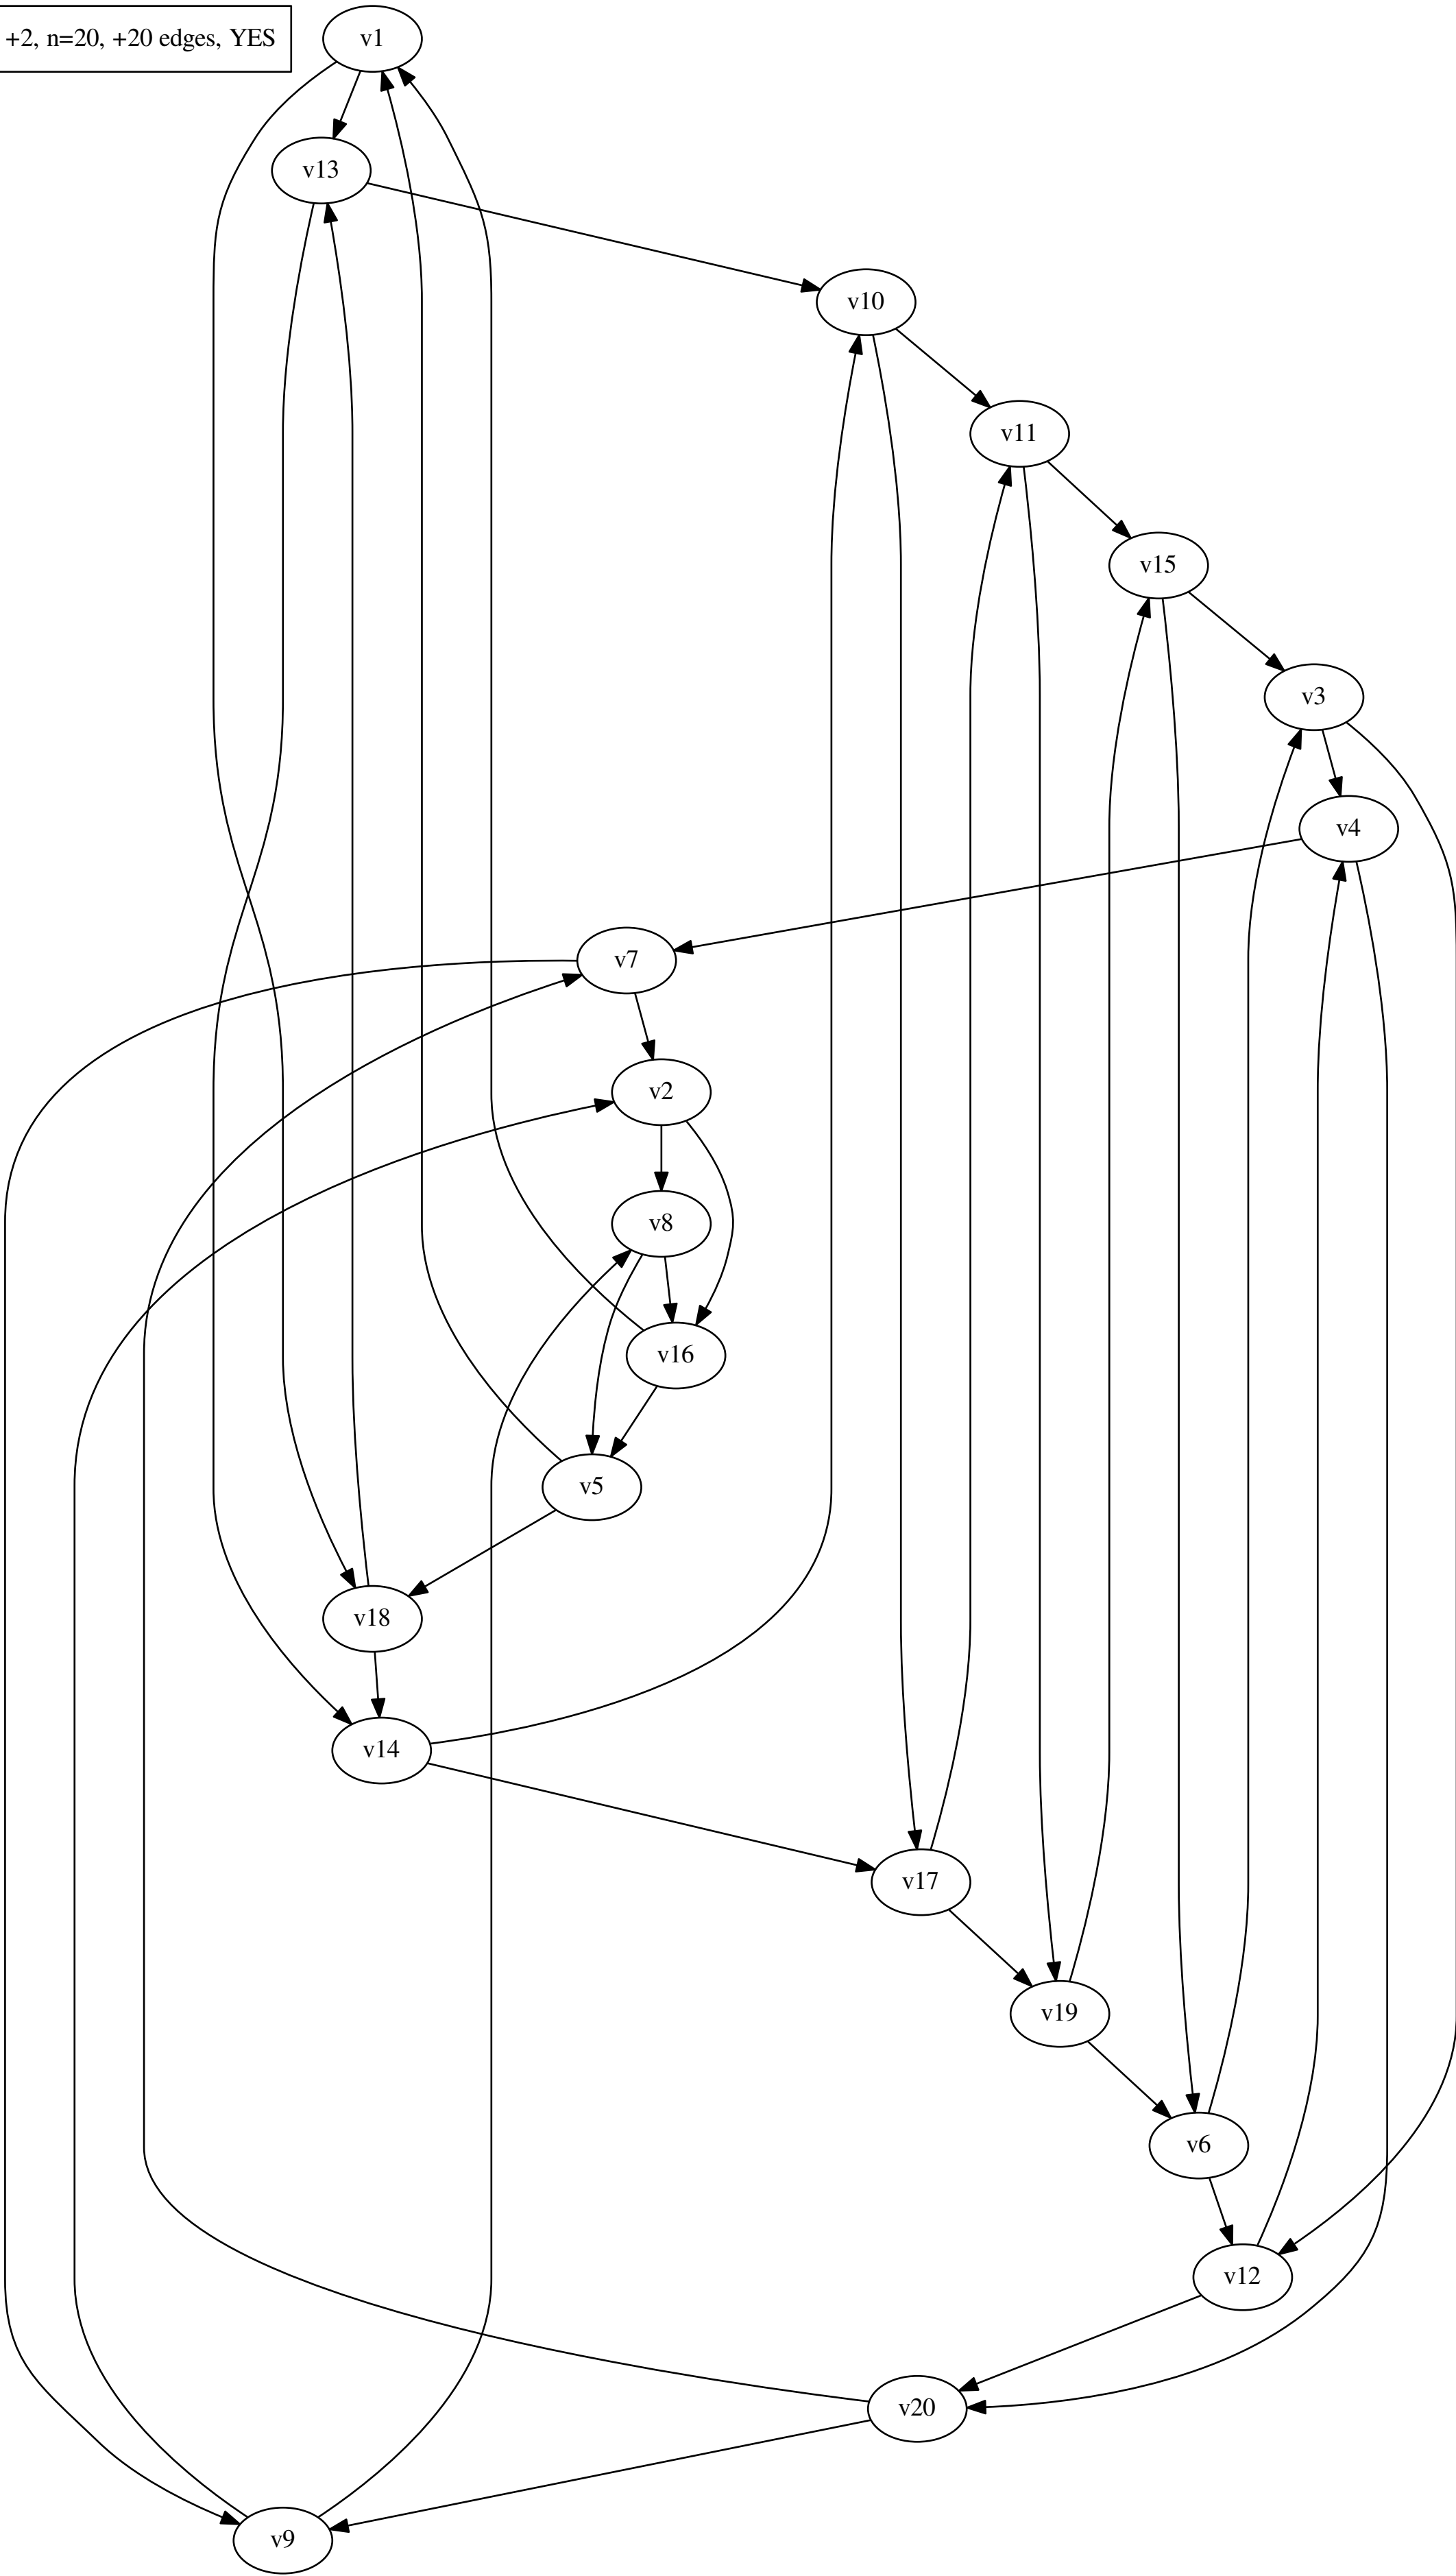 +2, n=20, +20 edges, YES
v1
v13
v10
v11
v15
v3
v4
v7
v2
v8
v16
v5
v18
v14
v17
v19
v6
v12
v20
v9